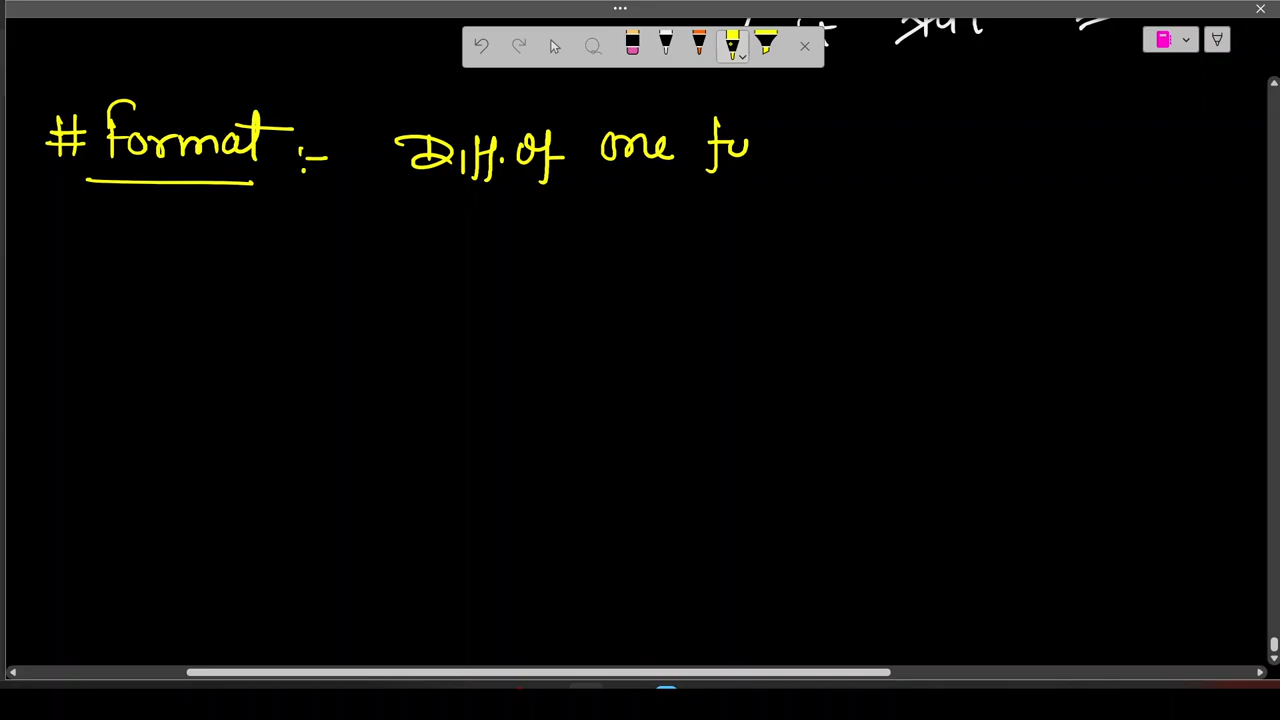 # Format :- Diff. of one fu